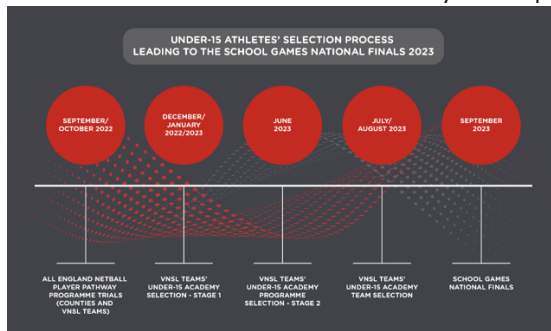 UNDER-15 ATHLETES' SELECTION PROCESS
LEADING TO THE SCHOOL GAMES NATIONAL FINALS 2023
SEPTEMBER/
OCTOBER 2022
DECEMBER/
JANUARY
2022/2023
JUNE
2023
JULY/
AUGUST 2023
SEPTEMBER
2023
ALL ENGLAND NETBALL
PLAYER PATHWAY
PROGRAMME TRIALS
(COUNTIES AND
VNSL TEAMS)
VNSL TEAMS'
UNDER-15 ACADEMY
SELECTION - STAGE 1
VNSL TEAMS'
UNDER-15 ACADEMY
PROGRAMME
SELECTION - STAGE 2
VNSL TEAMS'
UNDER-15 ACADEMY
TEAM SELECTION
SCHOOL GAMES
NATIONAL FINALS